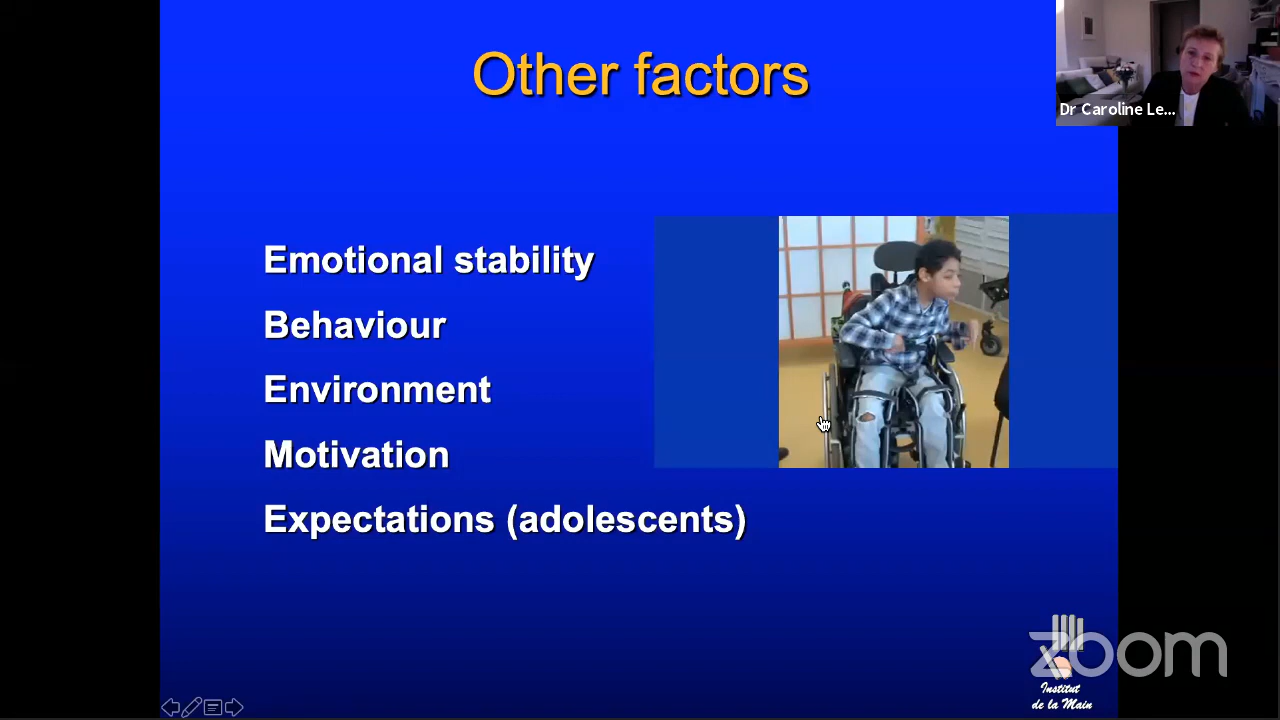 Other factors
Dr Caroline Le...
Emotional stability
Behaviour
Environment
Motivation
Expectations (adolescents)
zoom
Institut
de la Main